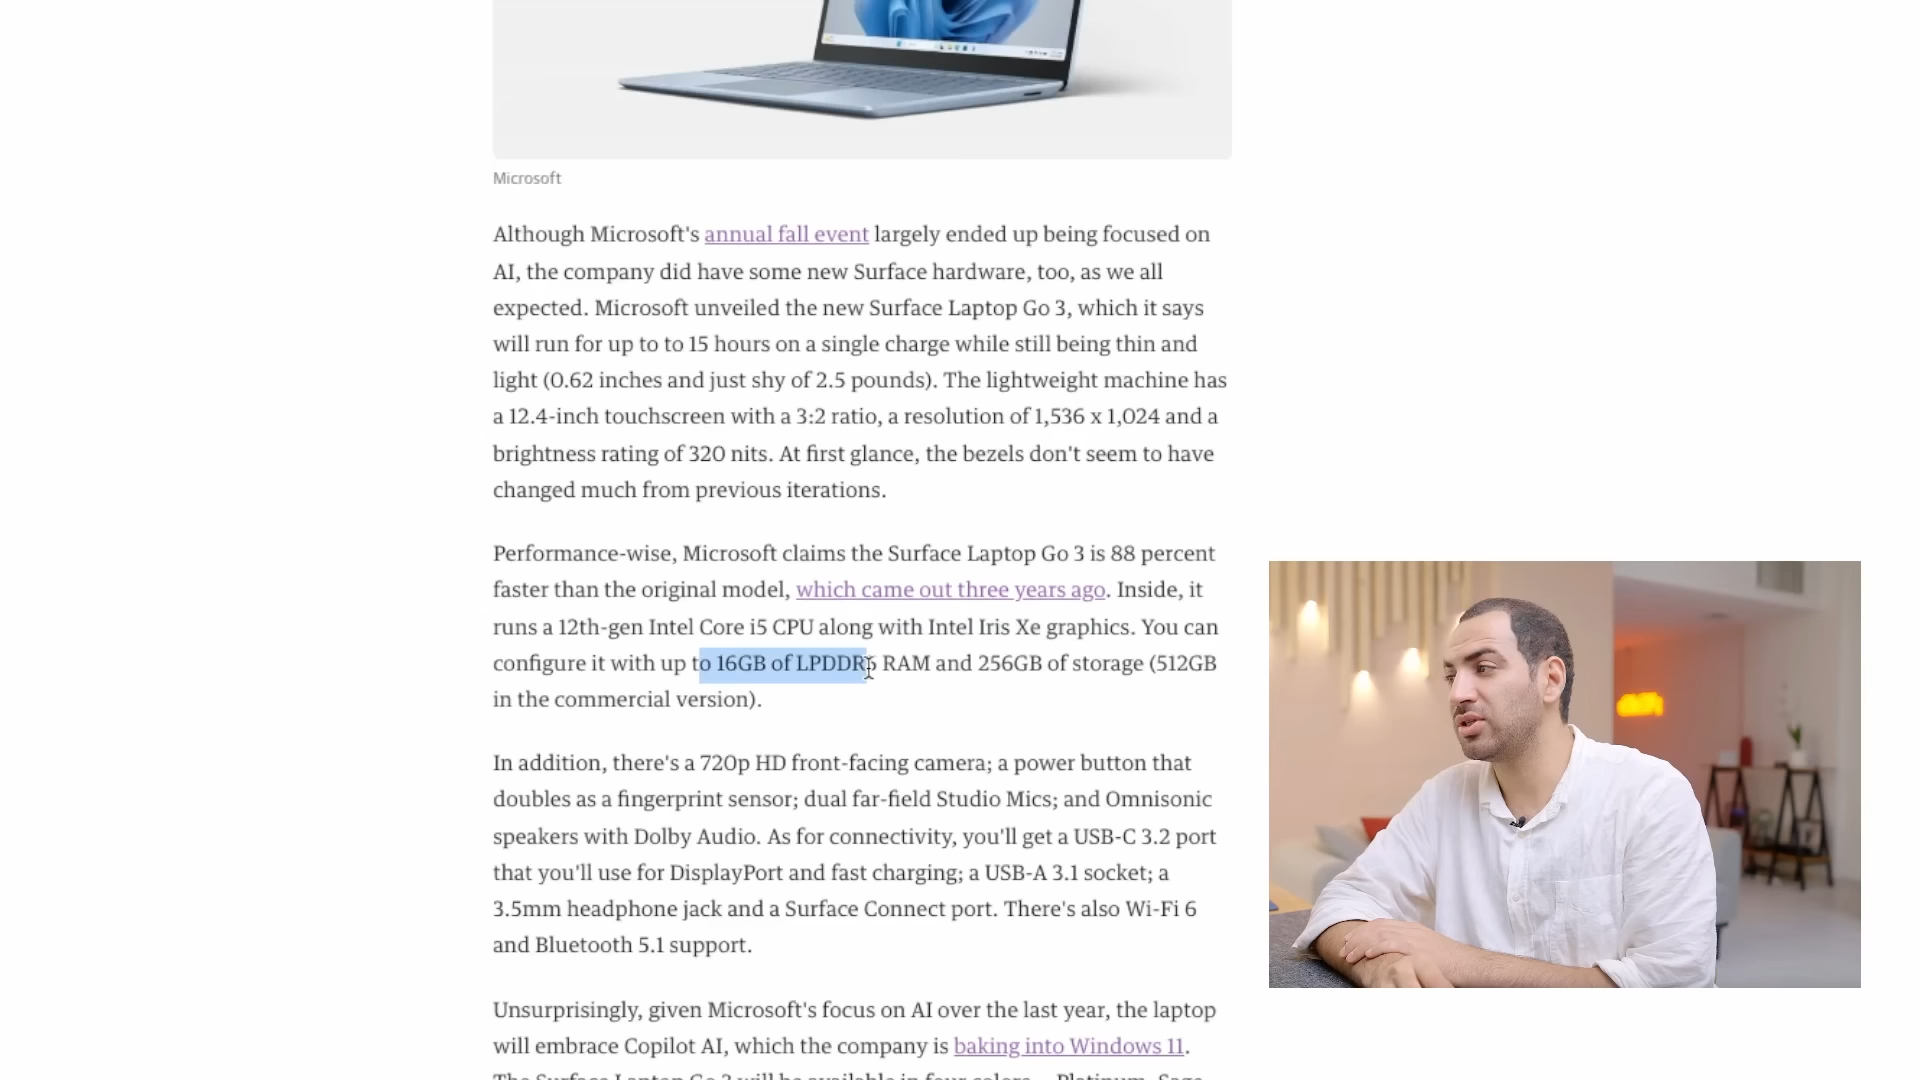 Microsoft
Although Microsoft's annual fall event largely ended up being focused on
AI, the company did have some new Surface hardware, too, as we all
expected. Microsoft unveiled the new Surface Laptop Go 3, which it says
will run for up to to 15 hours on a single charge while still being thin and
light (0.62 inches and just shy of 2.5 pounds). The lightweight machine has
a 12.4-inch touchscreen with a 3:2 ratio, a resolution of 1,536 x 1,024 and a
brightness rating of 320 nits. At first glance, the bezels don't seem to have
changed much from previous iterations.
Performance-wise, Microsoft claims the Surface Laptop Go 3 is 88 percent
faster than the original model, which came out three years ago. Inside, it
runs a 12th-gen Intel Core i5 CPU along with Intel Iris Xe graphics. You can
configure it with up to 16GB of LPDDR5 RAM and 256GB of storage (512GB
in the commercial version).
In addition, there's a 720p HD front-facing camera; a power button that
doubles as a fingerprint sensor; dual far-field Studio Mics; and Omnisonic
speakers with Dolby Audio. As for connectivity, you'll get a USB-C 3.2 port
that you'll use for DisplayPort and fast charging; a USB-A 3.1 socket; a
3.5mm headphone jack and a Surface Connect port. There's also Wi-Fi 6
and Bluetooth 5.1 support.
Unsurprisingly, given Microsoft's focus on AI over the last year, the laptop
will embrace Copilot AI, which the company is baking into Windows 11.
The Surface Laptop Go 3 will be available in four colors – Platinum, Sage,